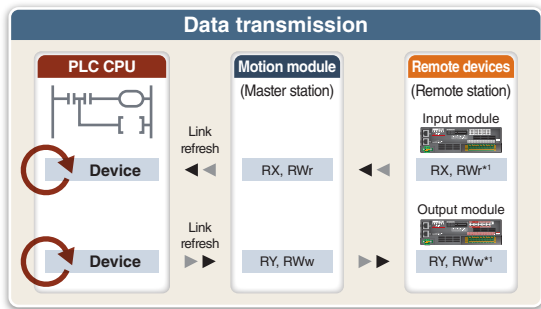 Data transmission
PLC CPU
Motion module
(Master station)
Remote devices
(Remote station)
Input module
Link
refresh
Device
RX, RWr
RX, RWr*1
Output module
Link
refresh
Device
RY, RWw
RY, RWw*1